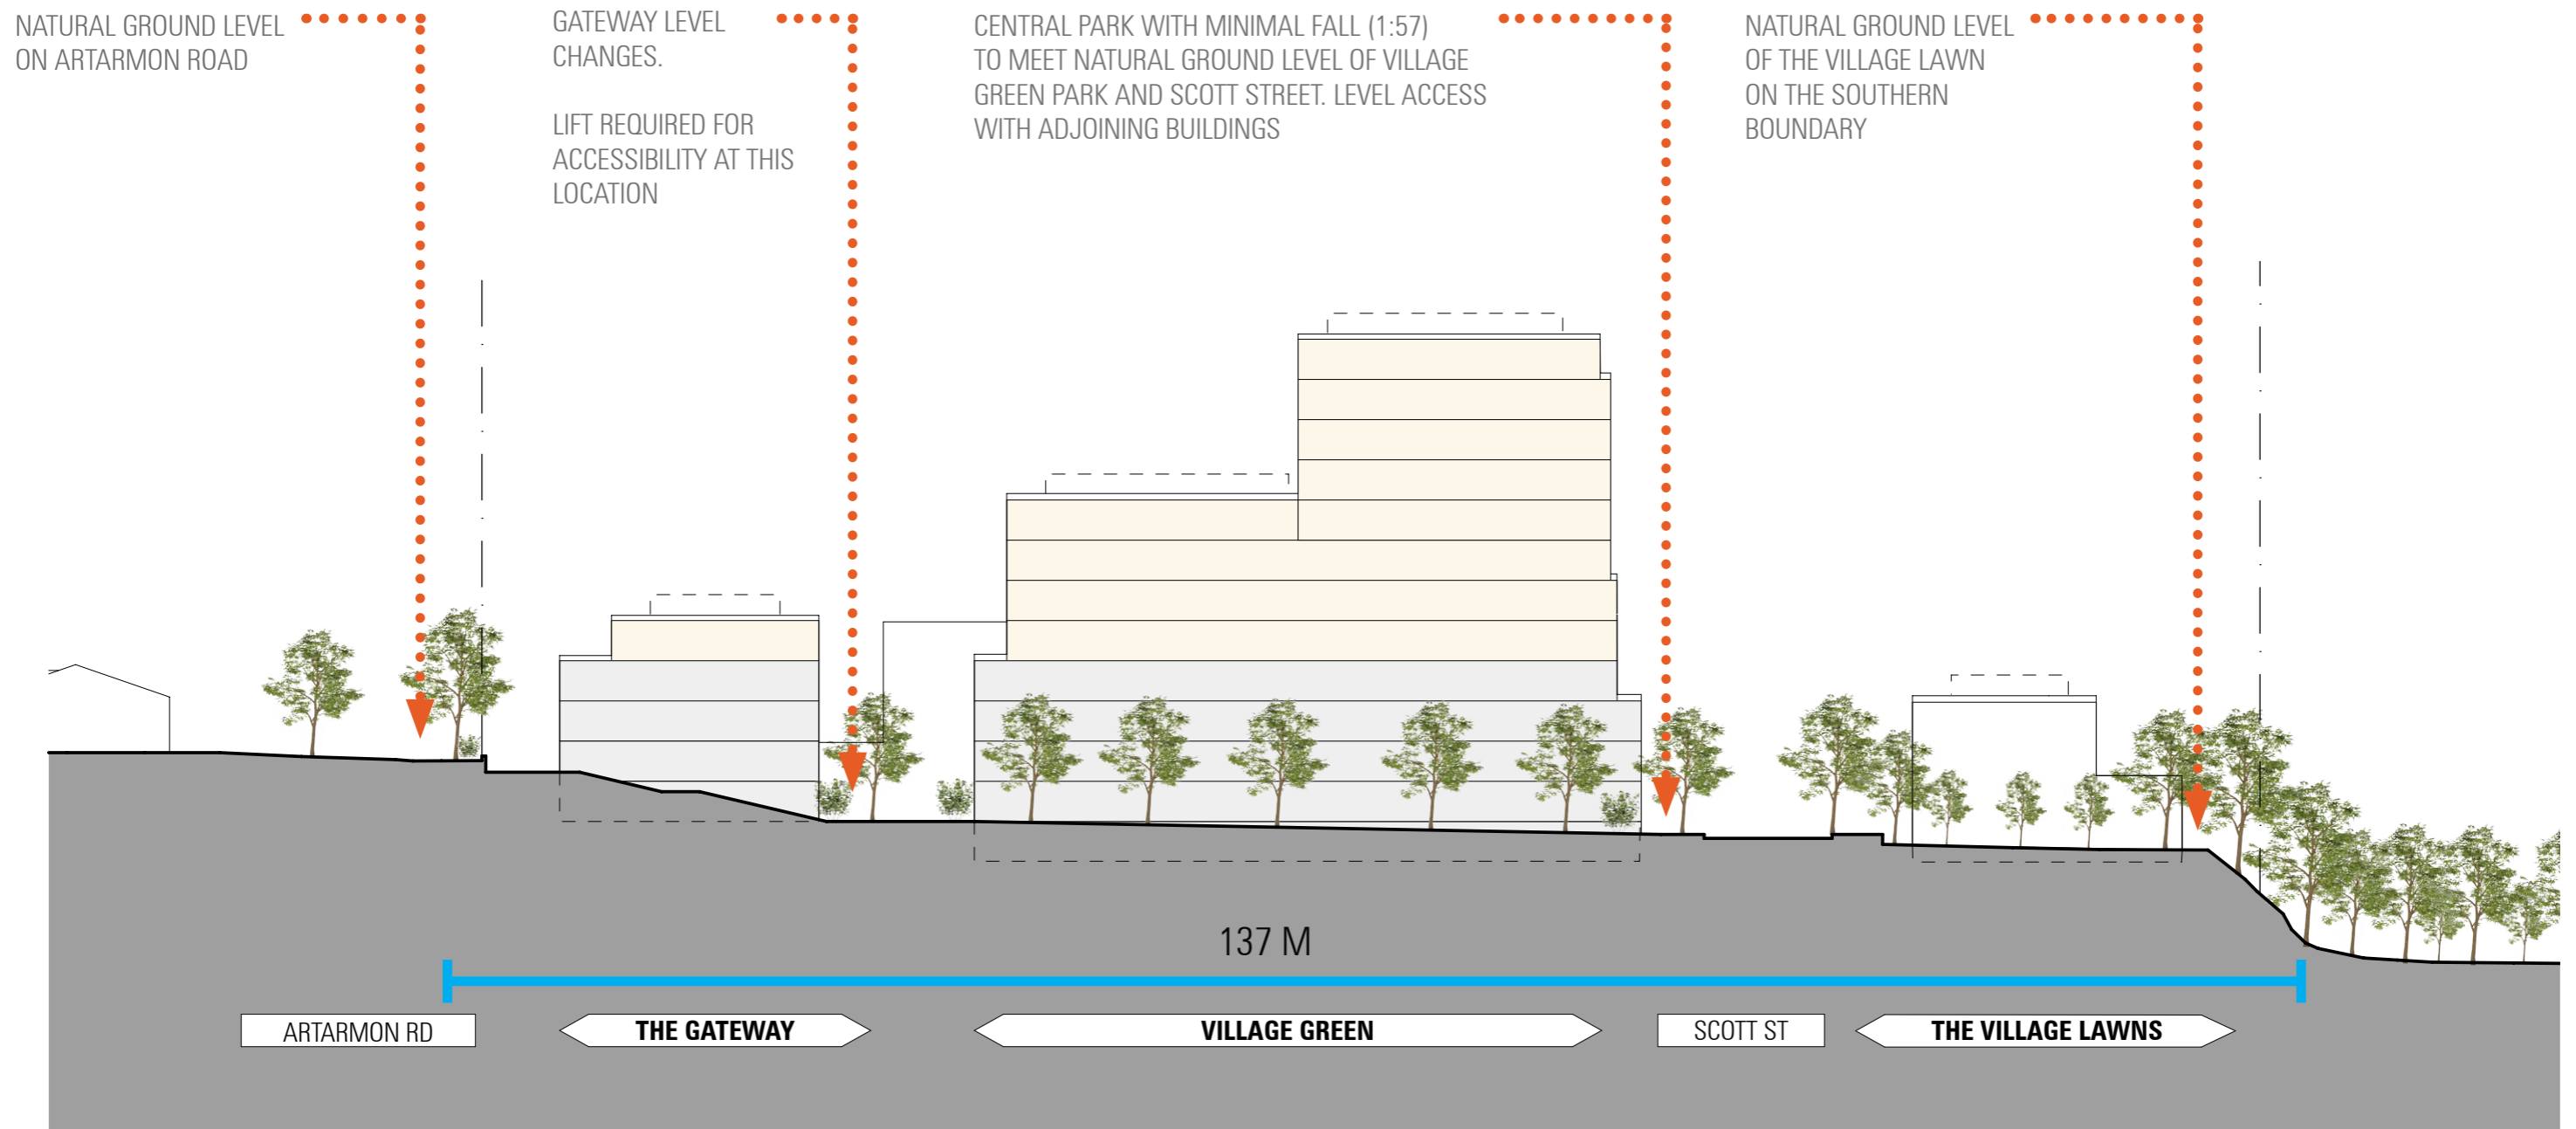 NATURAL GROUND LEVEL
ON ARTARMON ROAD
GATEWAY LEVEL
CHANGES.
LIFT REQUIRED FOR
ACCESSIBILITY AT THIS
LOCATION
CENTRAL PARK WITH MINIMAL FALL (1:57)
TO MEET NATURAL GROUND LEVEL OF VILLAGE
GREEN PARK AND SCOTT STREET. LEVEL ACCESS
WITH ADJOINING BUILDINGS
NATURAL GROUND LEVEL
OF THE VILLAGE LAWN
ON THE SOUTHERN
BOUNDARY
137 M
ARTARMON RD
THE GATEWAY
VILLAGE GREEN
SCOTT ST
THE VILLAGE LAWNS